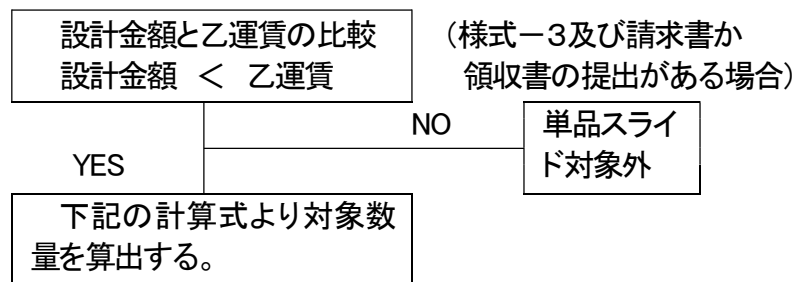 設計金額と乙運賃の比較
設計金額 < 乙運賃
(様式-3及び請求書か
領収書の提出がある場合)
NO
単品スライ
ド対象外
YES
下記の計算式より対象数
量を算出する。